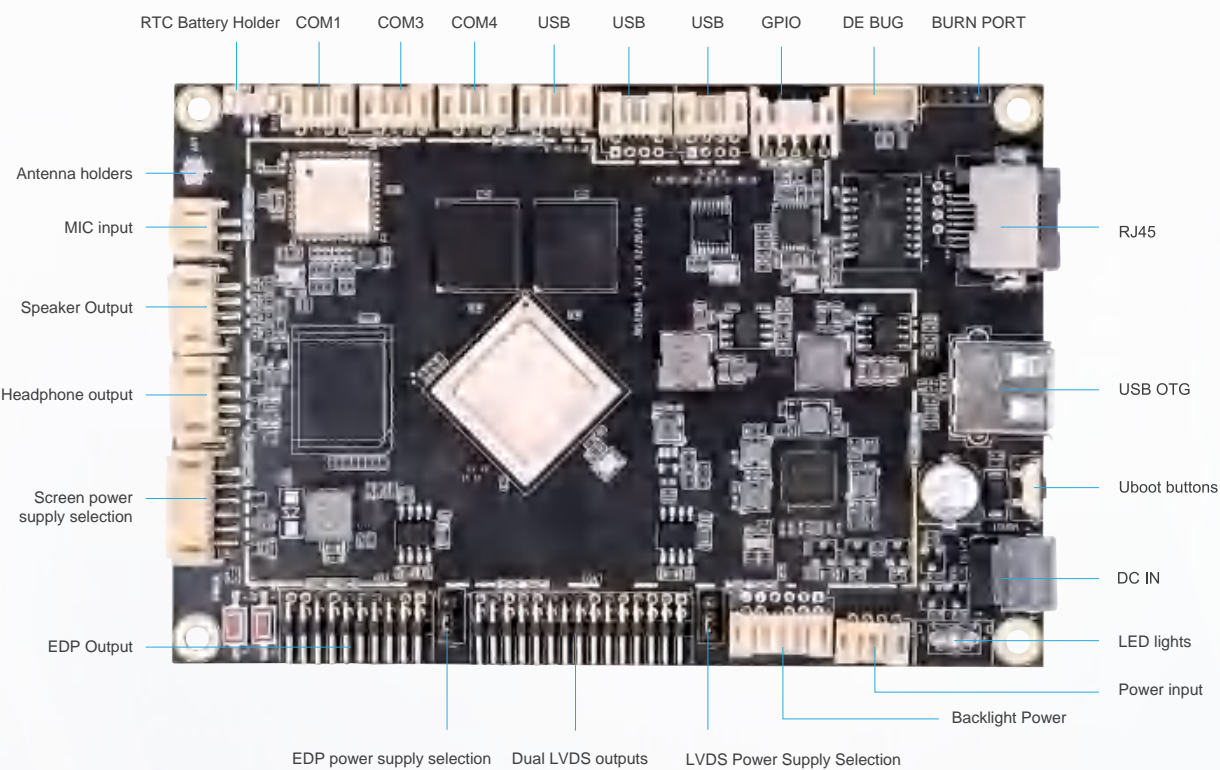 RTC Battery Holder
COM1
COM3
COM4
USB
USB
USB
GPIO
DE BUG
BURN PORT
Antenna holders
MIC input
Speaker Output
Headphone output
Screen power
supply selection
EDP Output
RJ45
USB OTG
Uboot buttons
DC IN
LED lights
Power input
Backlight Power
EDP power supply selection
Dual LVDS outputs
LVDS Power Supply Selection